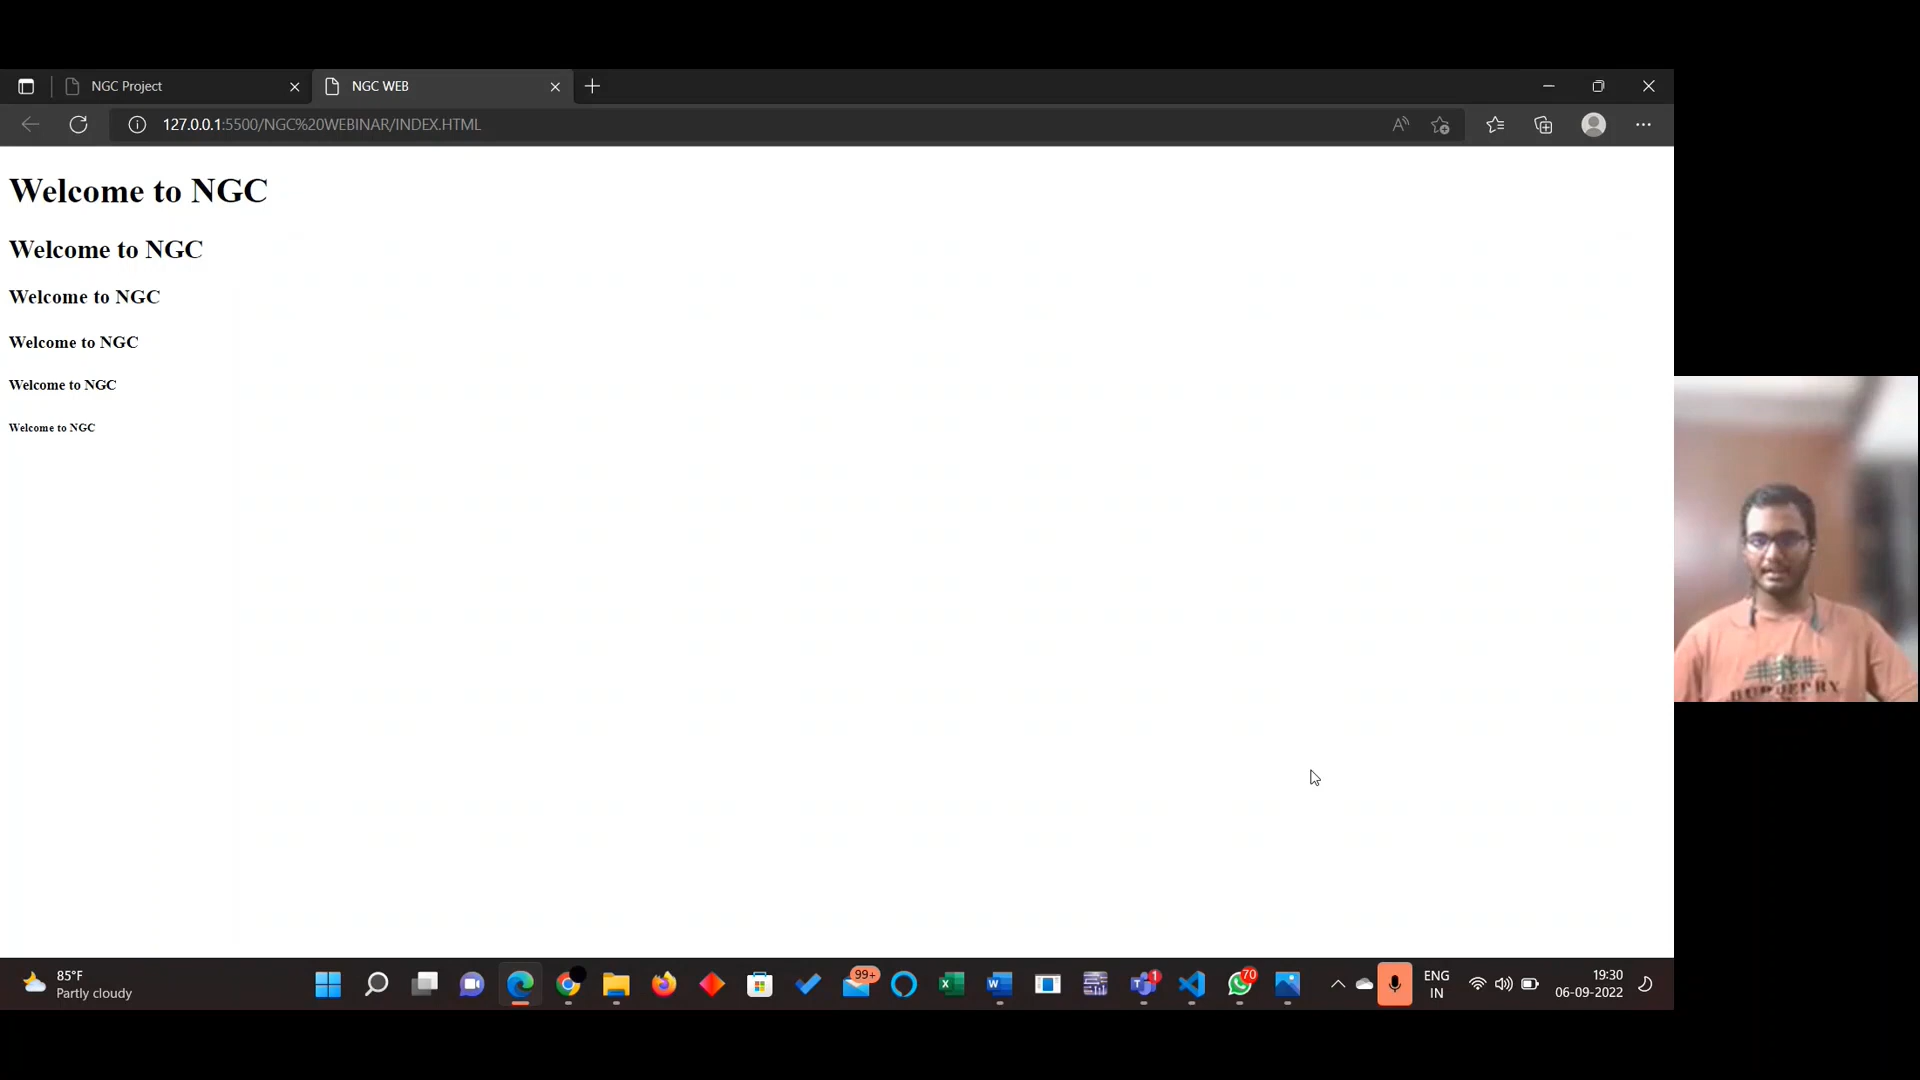 NGC Project
NGC WEB
127.0.0.1:5500/NGC%20WEBINAR/INDEX.HTML
Welcome to NGC
Welcome to NGC
Welcome to NGC
Welcome to NGC
Welcome to NGC
Welcome to NGC
85°F
Partly cloudy
99+
1
70
ENG
IN
19:30
06-09-2022